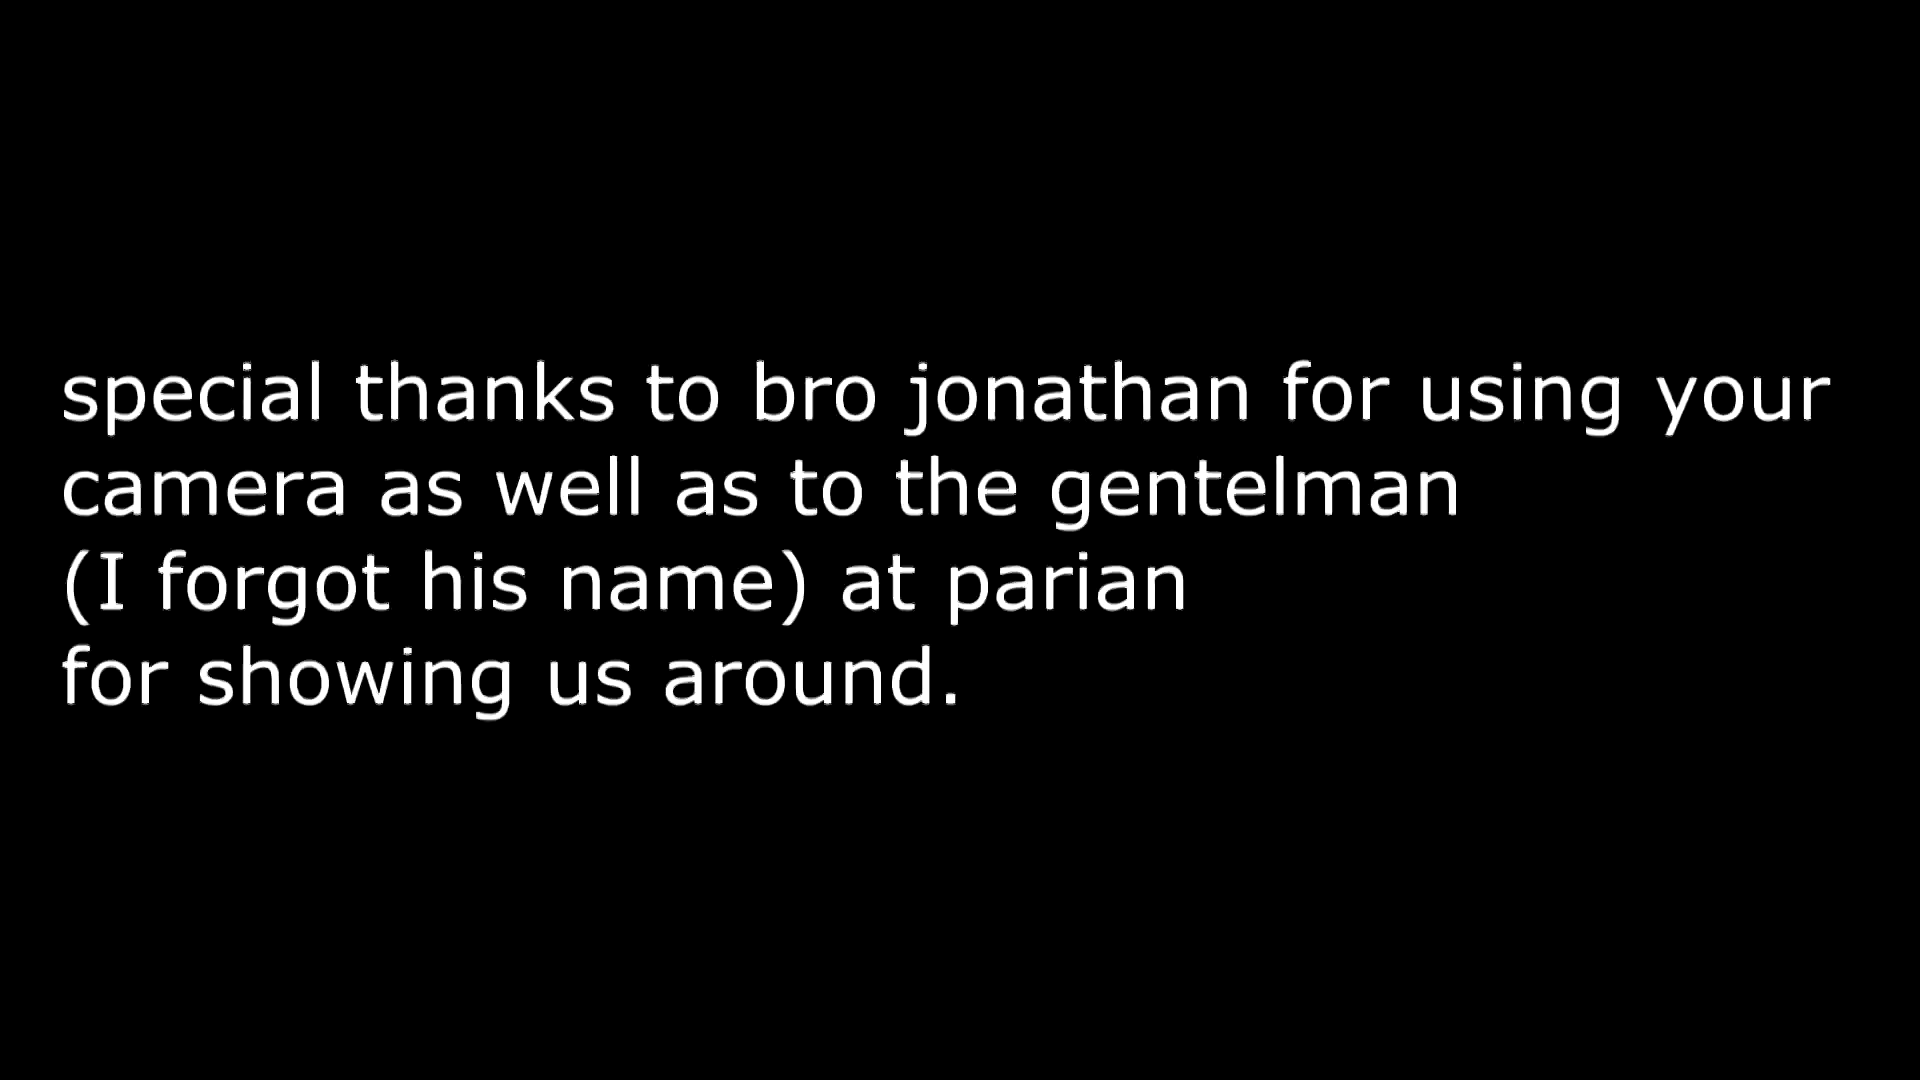 special thanks to bro jonathan for using your
camera as well as to the gentelman
(I forgot his name) at parian
for showing us around.